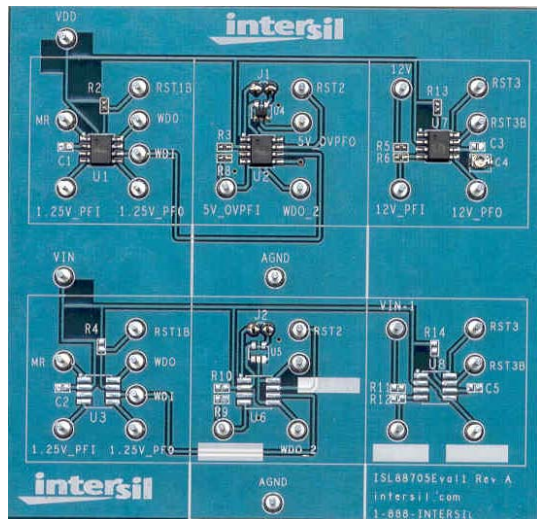 VDD
intersil
J1
12V
R2
RST1B
RST2
R13
RST3
U4
MR
WDO
R3
5V_OVPFO
U7
RST3B
WDI
R5
C3
C1
R8
R6
C4
U1
U2
1.25V_PFI
1.25V_PFO
5V_OVPFI
WDO_2
12V_PFI
12V_PFO
VIN
AGND
J2
VIN-1
R4
RST1B
RST2
R14
RST3
U5
MR
WDO
U8
RST3B
R10
WDI
R11
C5
C2
R9
R12
U3
U6
1.25V_PFI
1.25V_PFO
WDO_2
AGND
intersil
ISL88705Eval1 Rev A
intersil.com
1-888-INTERSIL